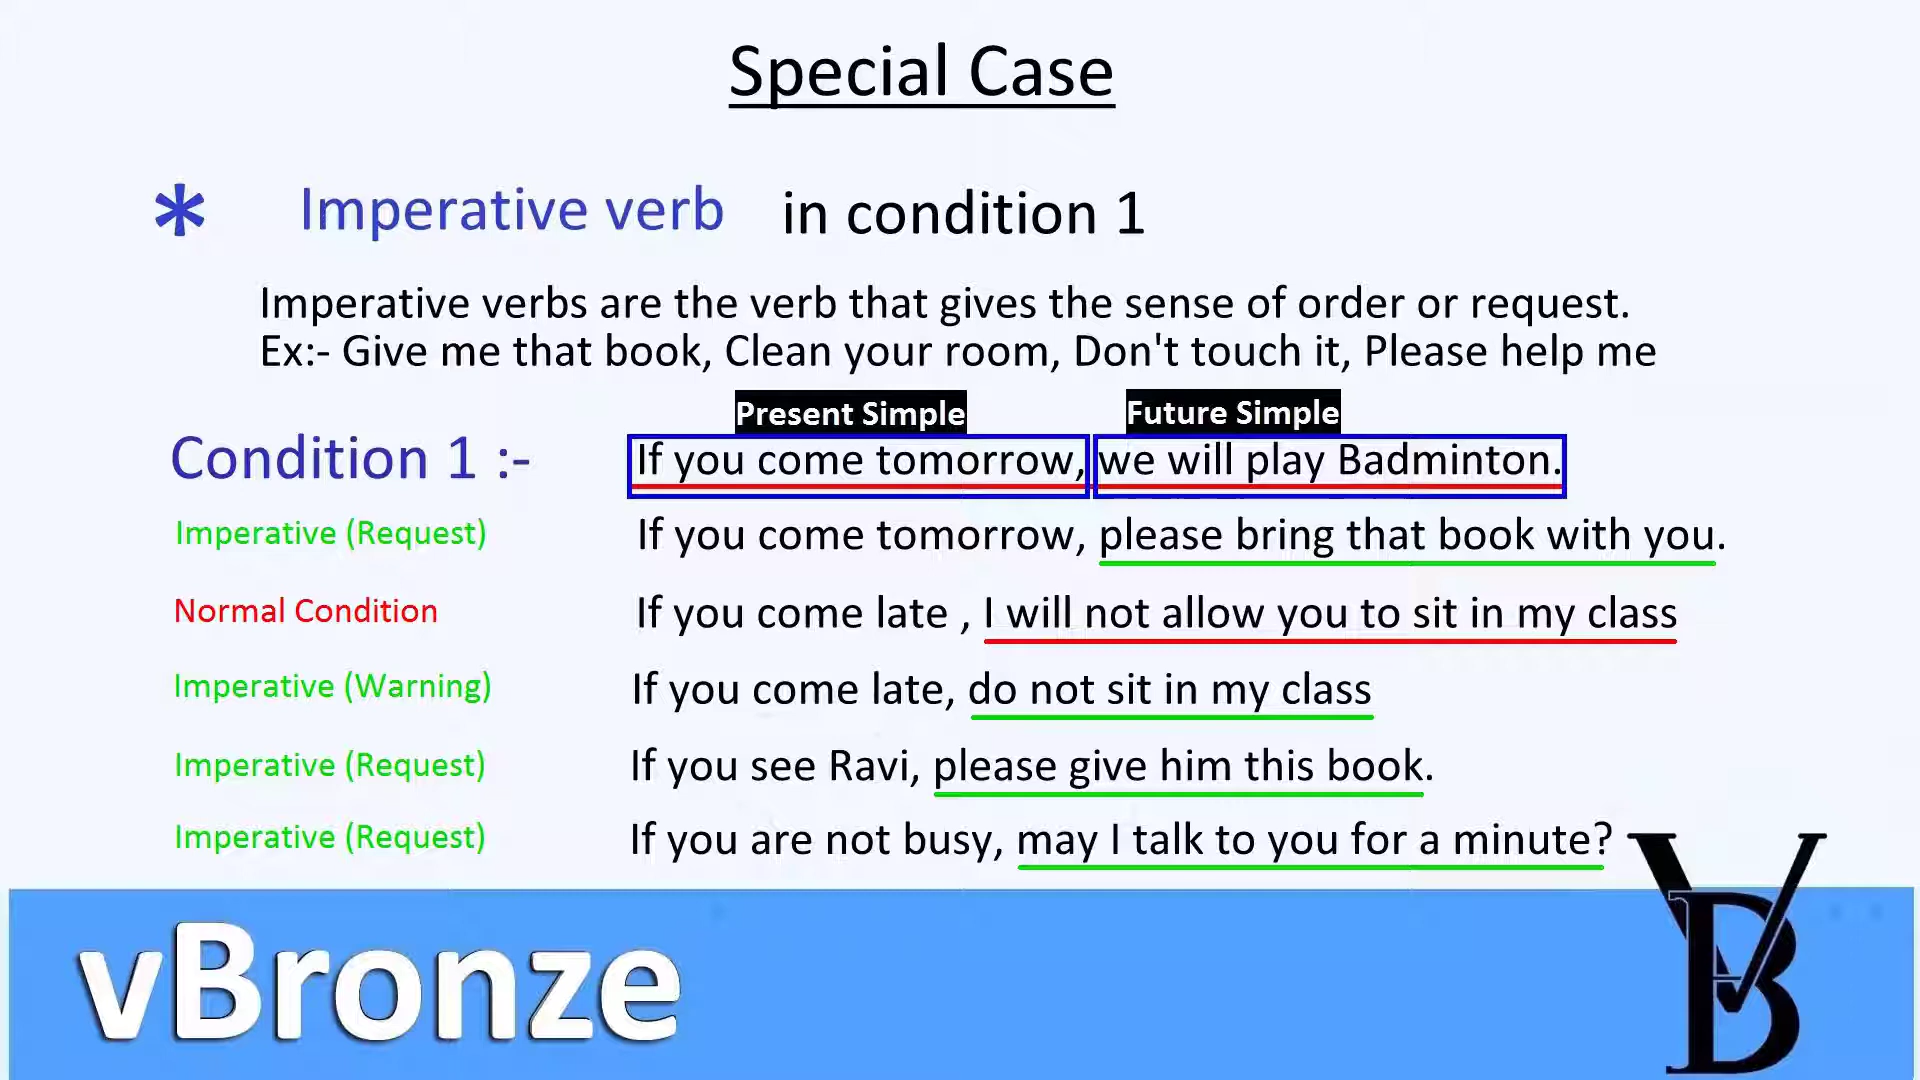 Special Case
* Imperative verb in condition 1
Imperative verbs are the verb that gives the sense of order or request.
Ex:- Give me that book, Clean your room, Don't touch it, Please help me
Present Simple Future Simple
Condition 1 :- If you come tomorrow, we will play Badminton.
Imperative (Request) If you come tomorrow, please bring that book with you.
Normal Condition If you come late , I will not allow you to sit in my class
Imperative (Warning) If you come late, do not sit in my class
Imperative (Request) If you see Ravi, please give him this book.
Imperative (Request) If you are not busy, may I talk to you for a minute?
vBronze
VB